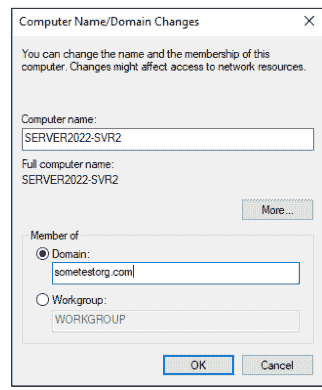 Computer Name/Domain Changes
You can change the name and the membership of this
computer. Changes might affect access to network resources.
Computer name:
SERVER2022-SVR2
Full computer name:
SERVER2022-SVR2
More...
Member of
Domain:
sometestorg.com
Workgroup:
WORKGROUP
OK
Cancel